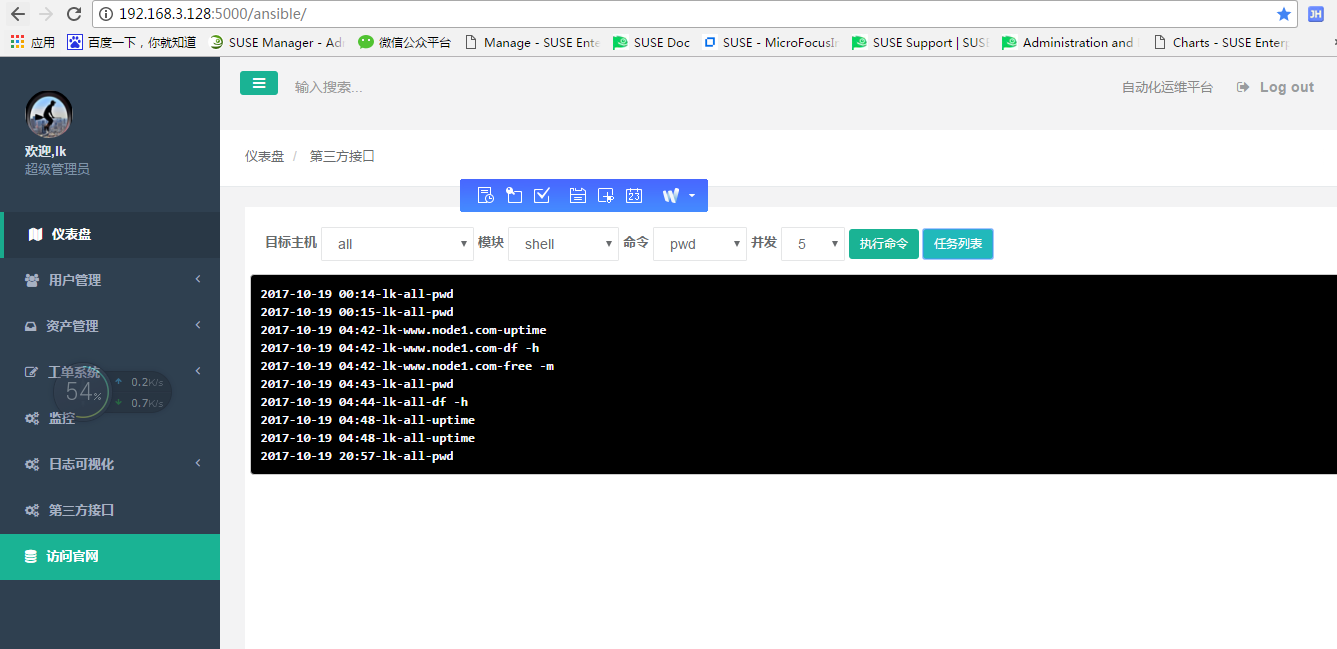 192.168.3.128:5000/ansible/
JH
应用 百度一下，你就知道 SUSE Manager - Ad 微信公众平台 Manage - SUSE Ente SUSE Doc SUSE - MicroFocusIn SUSE Support | SUS Administration and Charts - SUSE Enterp
输入搜索... 自动化运维平台 Log out
欢迎,lk
超级管理员
仪表盘 / 第三方接口
23 W
仪表盘
用户管理
资产管理
工单系统
54% 0.2K/s
0.7K/s
监控
日志可视化
第三方接口
访问官网
目标主机 all 模块 shell 命令 pwd 并发 5 执行命令 任务列表
2017-10-19 00:14-lk-all-pwd
2017-10-19 00:15-lk-all-pwd
2017-10-19 04:42-lk-www.node1.com-uptime
2017-10-19 04:42-lk-www.node1.com-df -h
2017-10-19 04:42-lk-www.node1.com-free -m
2017-10-19 04:43-lk-all-pwd
2017-10-19 04:44-lk-all-df -h
2017-10-19 04:48-lk-all-uptime
2017-10-19 04:48-lk-all-uptime
2017-10-19 20:57-lk-all-pwd